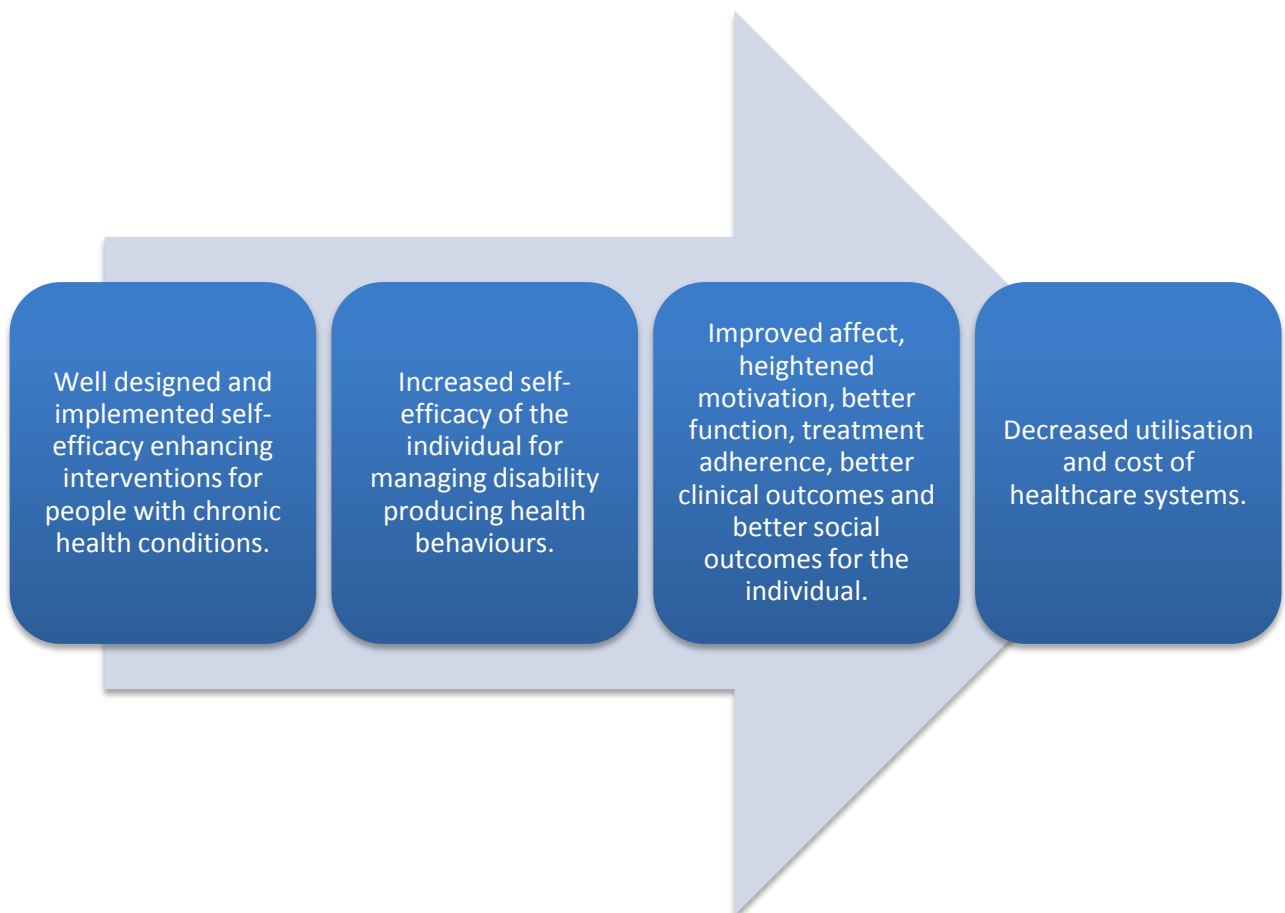 Well designed and
implemented self-
efficacy enhancing
interventions for
people with chronic
health conditions.
Increased self-
efficacy of the
individual for
managing disability
producing health
behaviours.
Improved affect,
heightened
motivation, better
function, treatment
adherence, better
clinical outcomes and
better social
outcomes for the
individual.
Decreased utilisation
and cost of
healthcare systems.